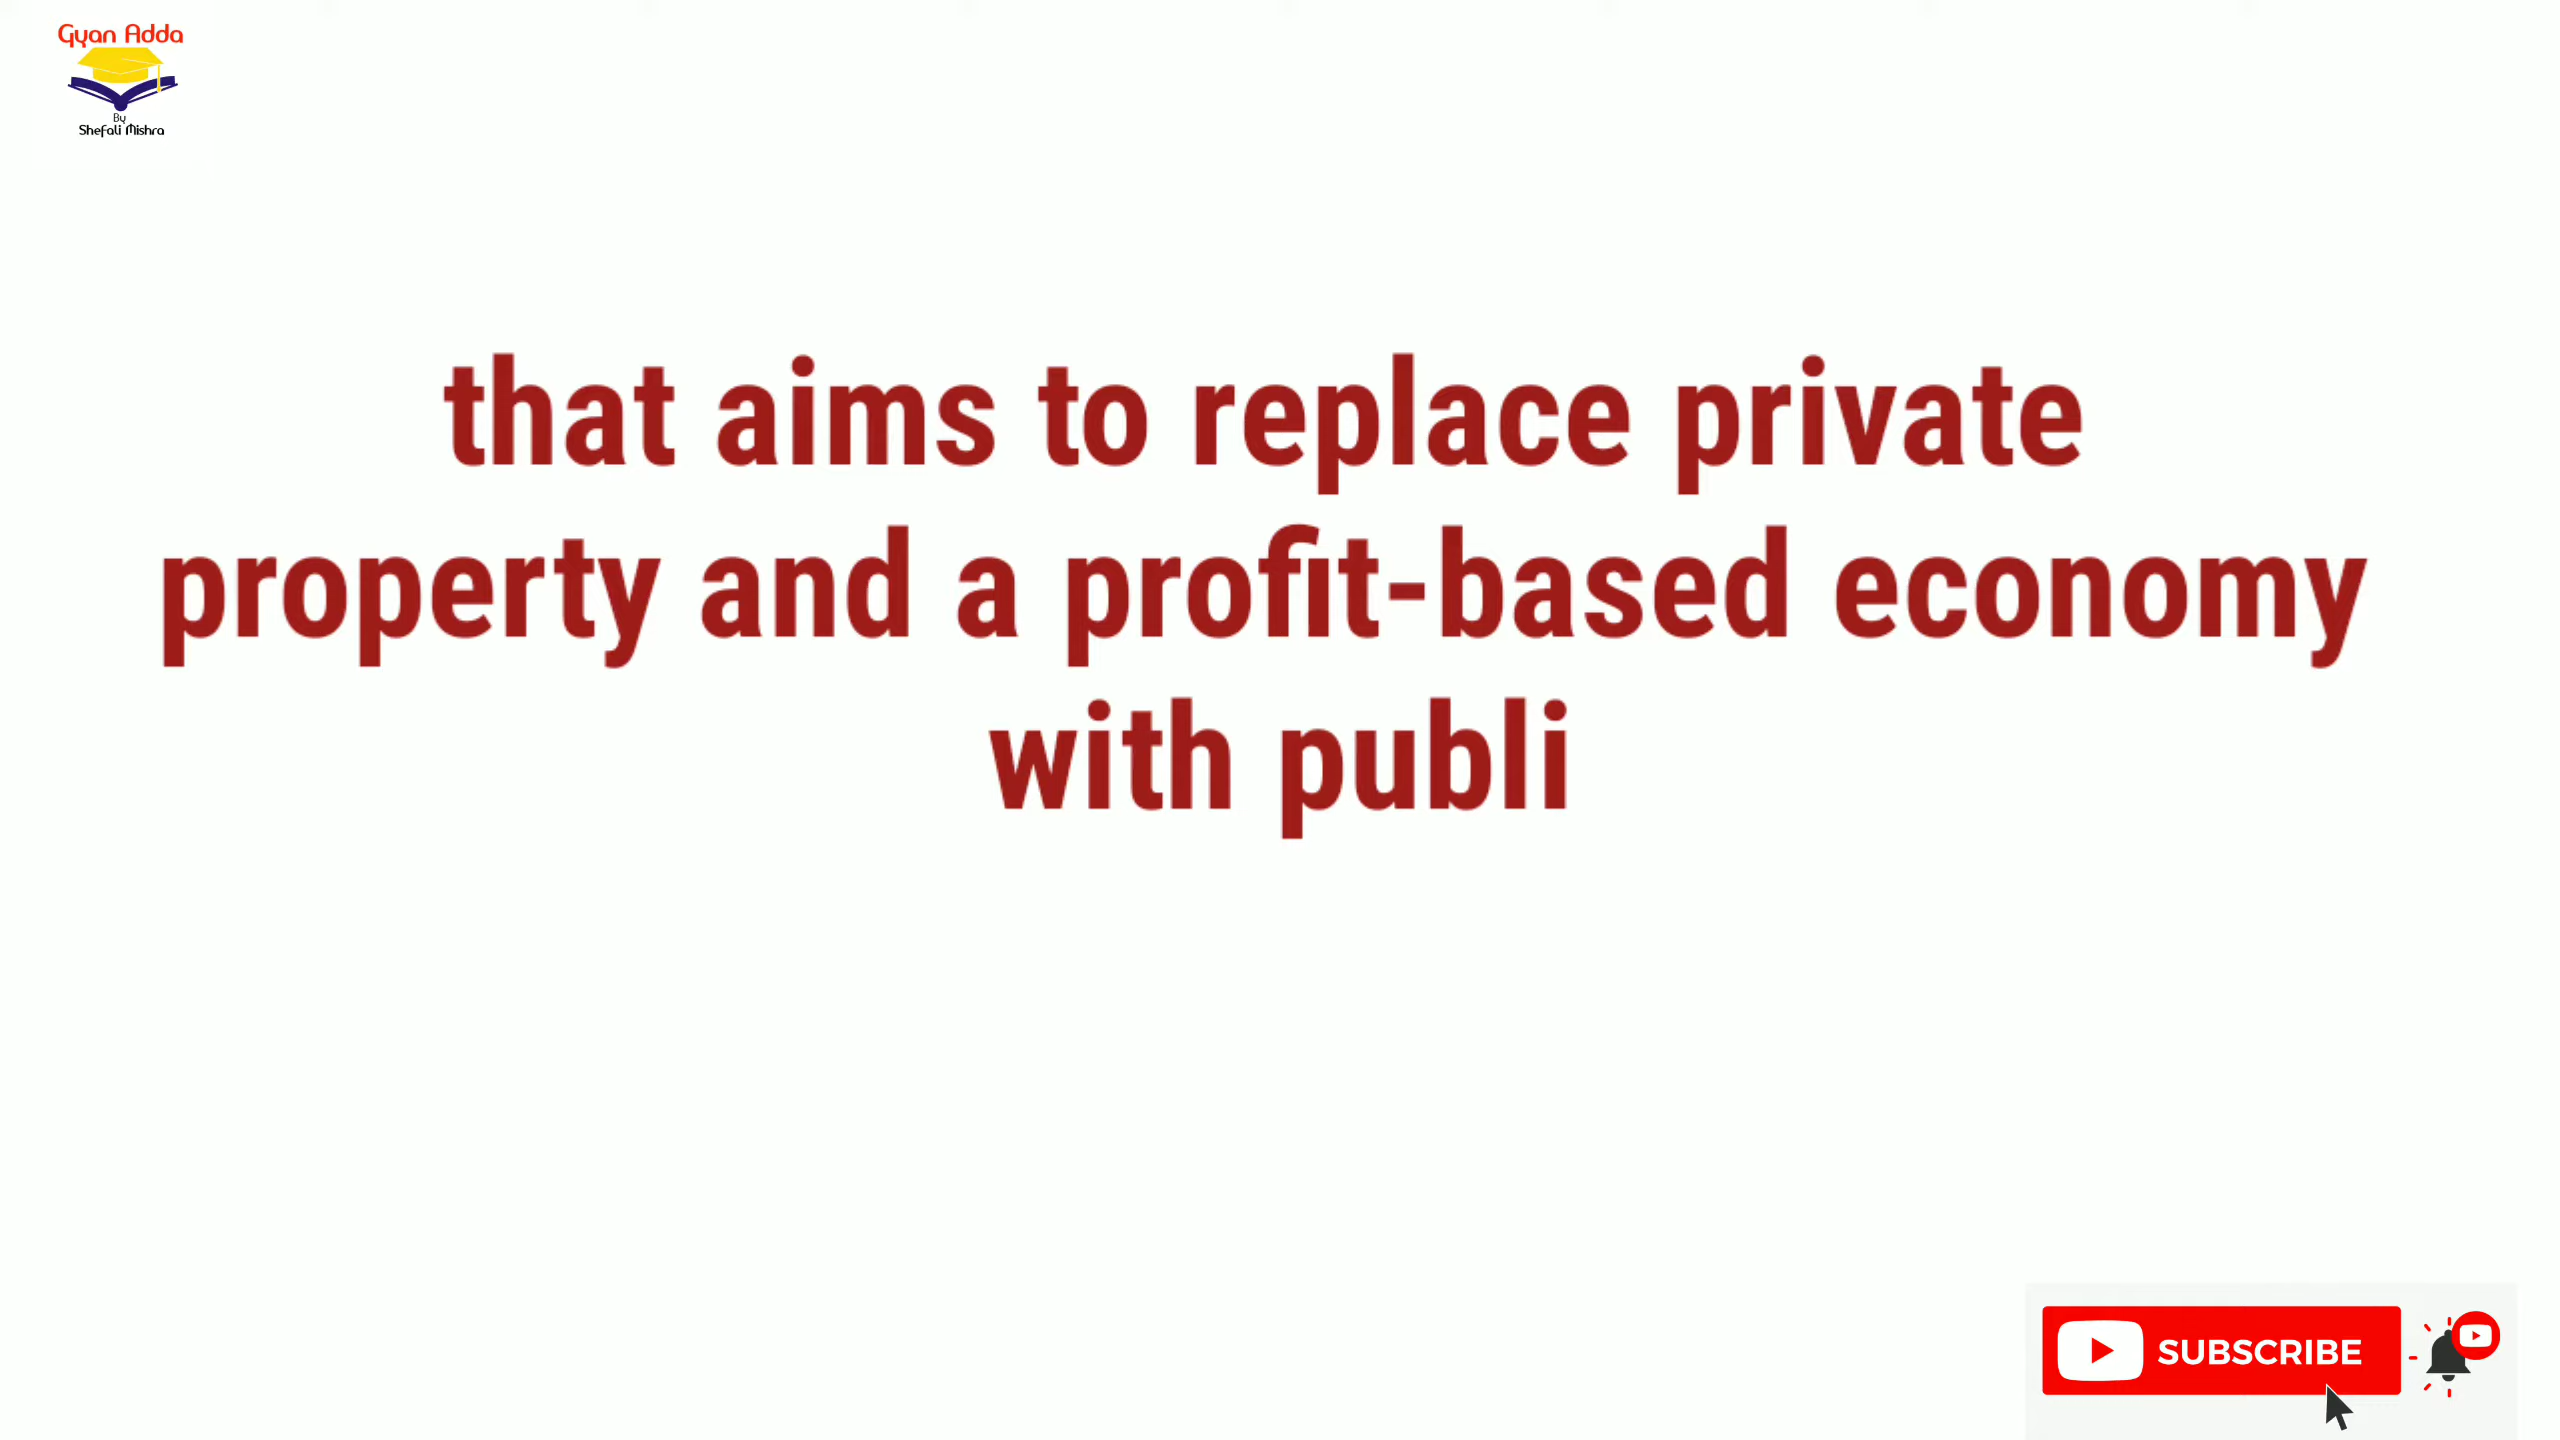 Gyan Adda
By
Shefali Mishra
that aims to replace private
property and a profit-based economy
with publi
SUBSCRIBE